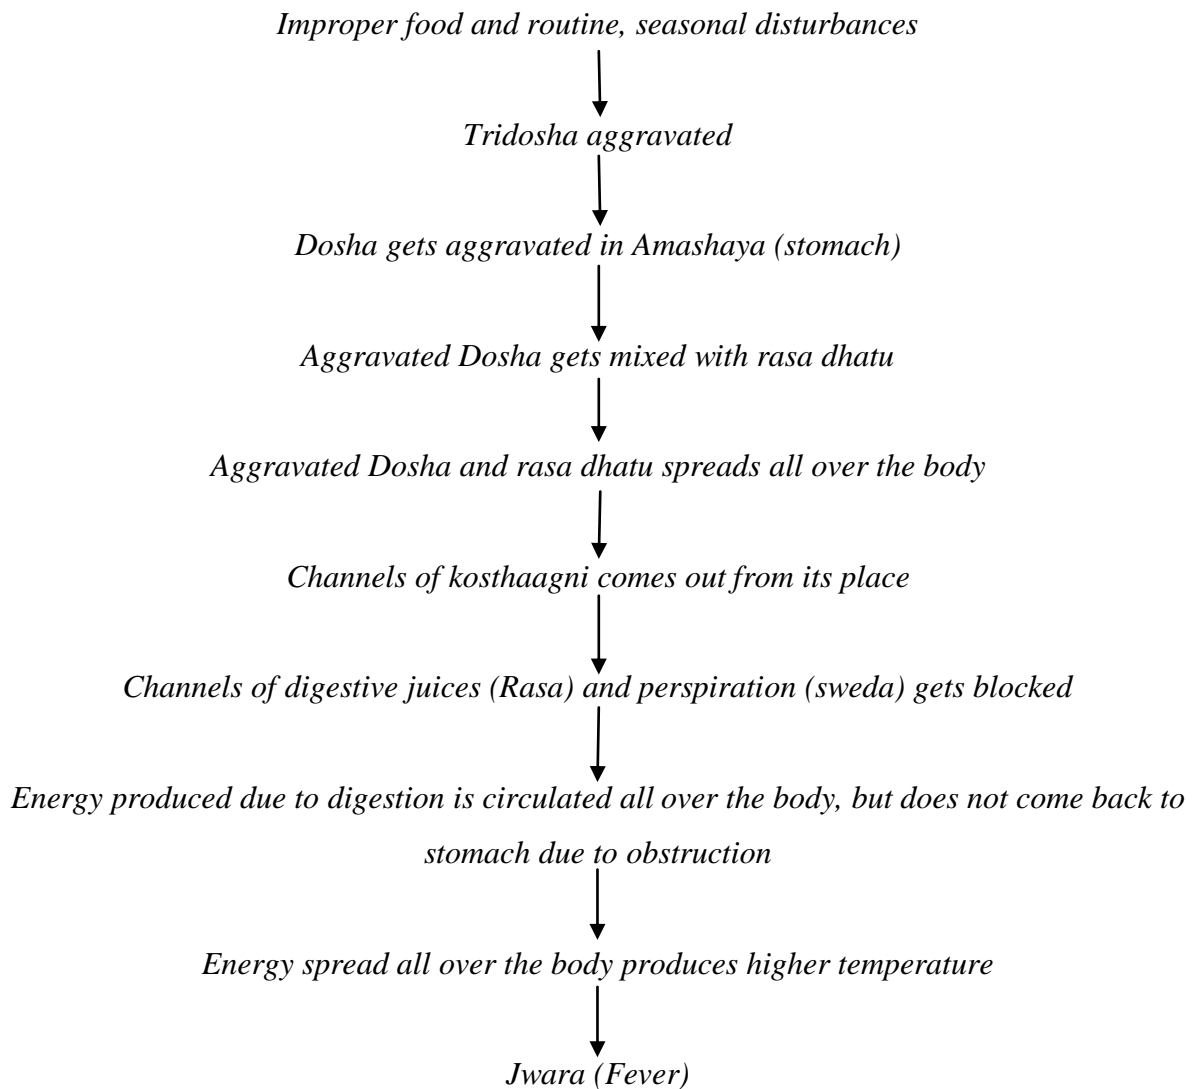 Improper food and routine, seasonal disturbances
Tridosha aggravated
Dosha gets aggravated in Amashaya (stomach)
Aggravated Dosha gets mixed with rasa dhatu
Aggravated Dosha and rasa dhatu spreads all over the body
Channels of kosthaagni comes out from its place
Channels of digestive juices (Rasa) and perspiration (sweda) gets blocked
Energy produced due to digestion is circulated all over the body, but does not come back to
stomach due to obstruction
Energy spread all over the body produces higher temperature
Jwara (Fever)